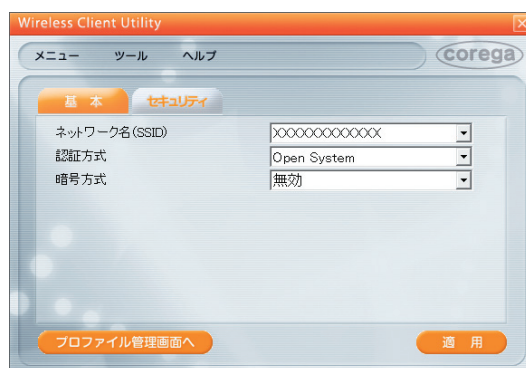 Wireless Client Utility
メニュー ツール ヘルプ corega
基 本 セキュリティ
ネットワーク名(SSID) XXXXXXXXXXXX
認証方式 Open System
暗号方式 無効
プロファイル管理画面へ 適 用